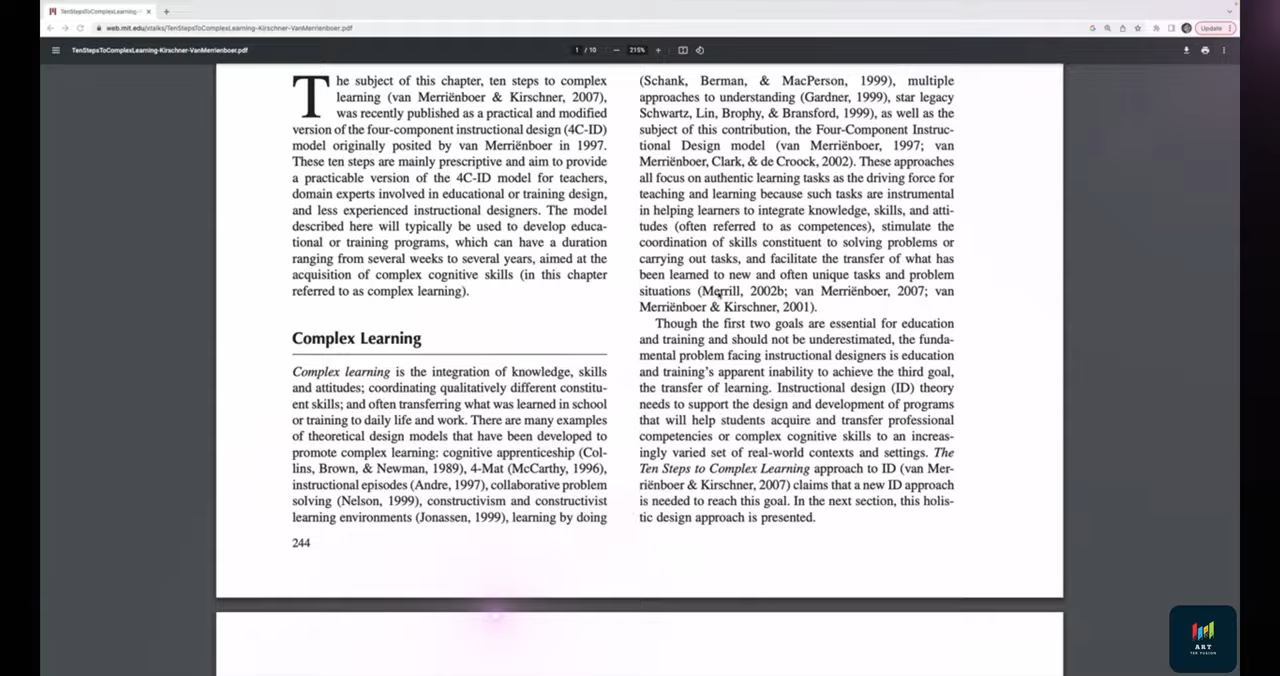 TenStepsToComplexLearning-
web.mit.edu/xtalks/TenStepsToComplexLearning-Kirschner-VanMerrienboer.pdf
Update
TenStepsToComplexLearning-Kirschner-VanMerrienboer.pdf
1 / 10
215%
The subject of this chapter, ten steps to complex
learning (van Merriënboer & Kirschner, 2007),
was recently published as a practical and modified
version of the four-component instructional design (4C-ID)
model originally posited by van Merriënboer in 1997.
These ten steps are mainly prescriptive and aim to provide
a practicable version of the 4C-ID model for teachers,
domain experts involved in educational or training design,
and less experienced instructional designers. The model
described here will typically be used to develop educa-
tional or training programs, which can have a duration
ranging from several weeks to several years, aimed at the
acquisition of complex cognitive skills (in this chapter
referred to as complex learning).
Complex Learning
Complex learning is the integration of knowledge, skills
and attitudes; coordinating qualitatively different constitu-
ent skills; and often transferring what was learned in school
or training to daily life and work. There are many examples
of theoretical design models that have been developed to
promote complex learning: cognitive apprenticeship (Col-
lins, Brown, & Newman, 1989), 4-Mat (McCarthy, 1996),
instructional episodes (Andre, 1997), collaborative problem
solving (Nelson, 1999), constructivism and constructivist
learning environments (Jonassen, 1999), learning by doing
244
(Schank, Berman, & MacPerson, 1999), multiple
approaches to understanding (Gardner, 1999), star legacy
Schwartz, Lin, Brophy, & Bransford, 1999), as well as the
subject of this contribution, the Four-Component Instruc-
tional Design model (van Merriënboer, 1997; van
Merriënboer, Clark, & de Croock, 2002). These approaches
all focus on authentic learning tasks as the driving force for
teaching and learning because such tasks are instrumental
in helping learners to integrate knowledge, skills, and atti-
tudes (often referred to as competences), stimulate the
coordination of skills constituent to solving problems or
carrying out tasks, and facilitate the transfer of what has
been learned to new and often unique tasks and problem
situations (Merrill, 2002b; van Merriënboer, 2007; van
Merriënboer & Kirschner, 2001).
Though the first two goals are essential for education
and training and should not be underestimated, the funda-
mental problem facing instructional designers is education
and training's apparent inability to achieve the third goal,
the transfer of learning. Instructional design (ID) theory
needs to support the design and development of programs
that will help students acquire and transfer professional
competencies or complex cognitive skills to an increas-
ingly varied set of real-world contexts and settings. The
Ten Steps to Complex Learning approach to ID (van Mer-
riënboer & Kirschner, 2007) claims that a new ID approach
is needed to reach this goal. In the next section, this holis-
tic design approach is presented.
ART
TEK FUSION